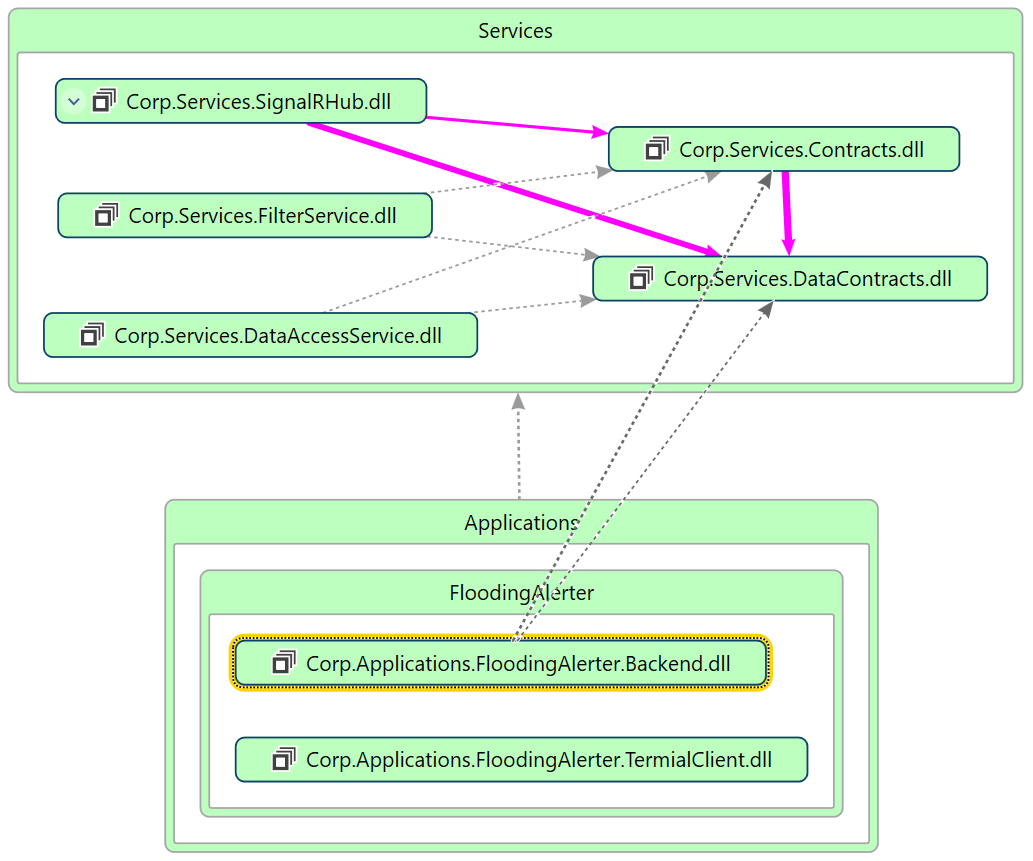 Services
Corp.Services.SignalRHub.dll
Corp.Services.Contracts.dll
Corp.Services.FilterService.dll
Corp.Services.DataContracts.dll
Corp.Services.DataAccessService.dll
Applications
FloodingAlerter
Corp.Applications.FloodingAlerter.Backend.dll
Corp.Applications.FloodingAlerter.TermialClient.dll